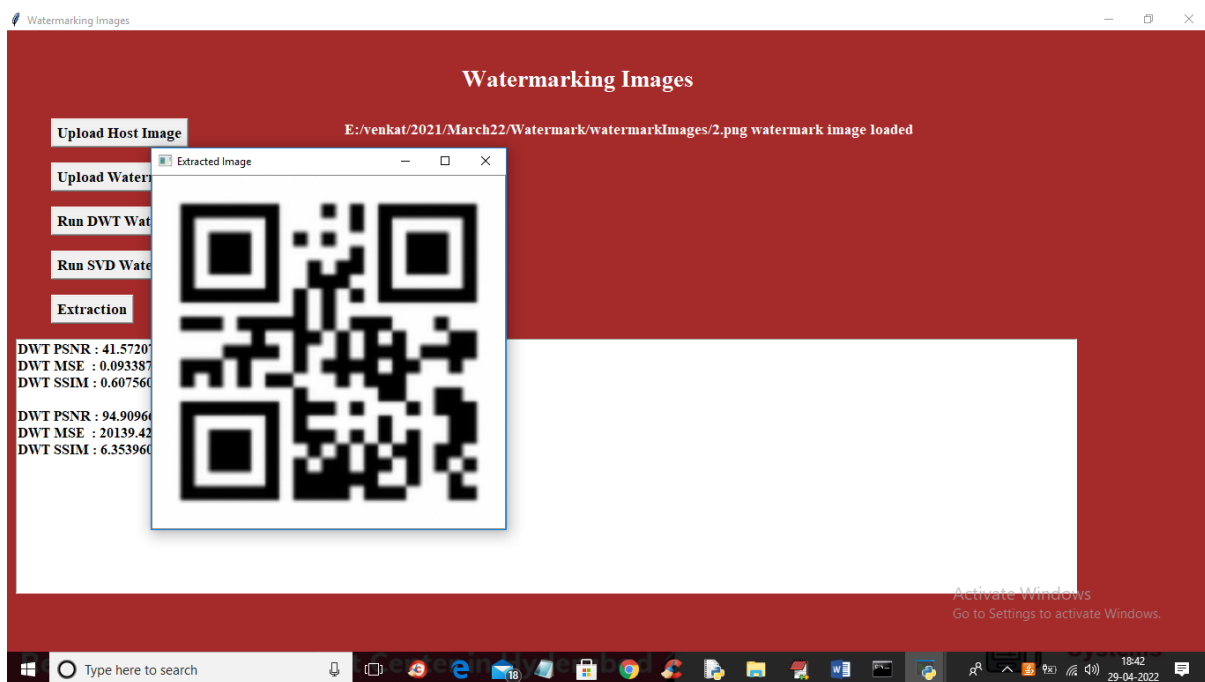 Watermarking Images
Watermarking Images
Upload Host Image
E:/venkat/2021/March22/Watermark/watermarkImages/2.png watermark image loaded
Extracted Image
Upload Water
Run DWT Wat
Run SVD Wate
Extraction
DWT PSNR : 41.5720
DWT MSE : 0.093387
DWT SSIM : 0.607560
DWT PSNR : 94.9096
DWT MSE : 20139.42
DWT SSIM : 6.353960
Activate Windows
Go to Settings to activate Windows.
Type here to search
18
18:42
29-04-2022